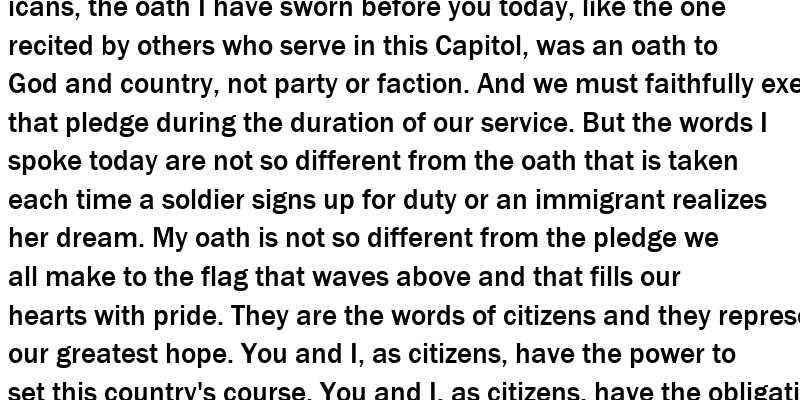 icans, the oath I have sworn before you today, like the one
recited by others who serve in this Capitol, was an oath to
God and country, not party or faction. And we must faithfully exe
that pledge during the duration of our service. But the words I
spoke today are not so different from the oath that is taken
each time a soldier signs up for duty or an immigrant realizes
her dream. My oath is not so different from the pledge we
all make to the flag that waves above and that fills our
hearts with pride. They are the words of citizens and they represe
our greatest hope. You and I, as citizens, have the power to
set this country's course. You and I, as citizens, have the obligati